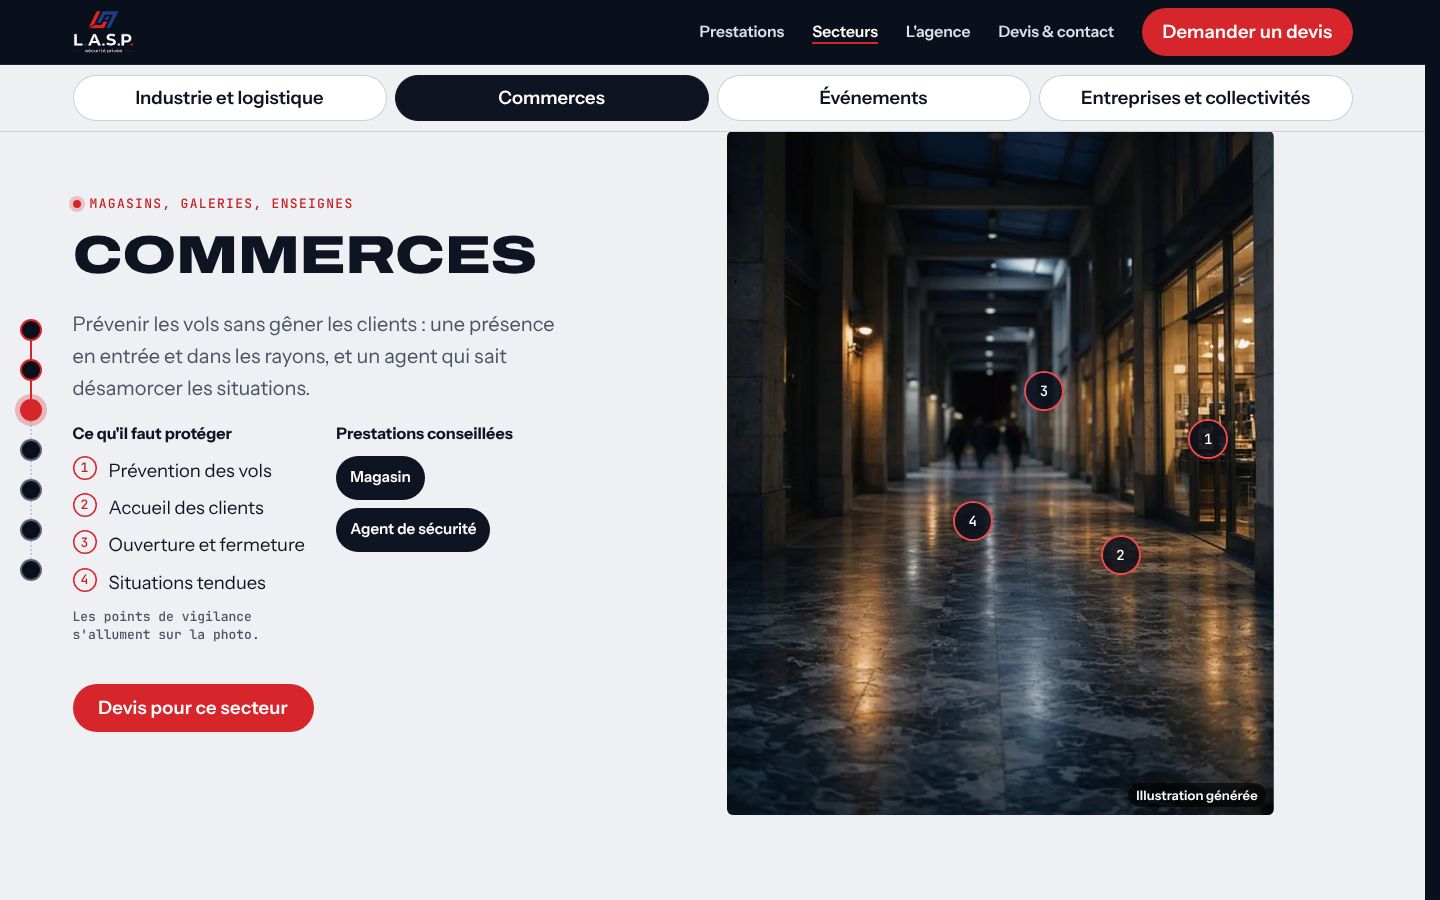 L.A.S.P.
sécurité privée
Prestations
Secteurs
L'agence
Devis & contact
Demander un devis
Industrie et logistique
Commerces
Événements
Entreprises et collectivités
MAGASINS, GALERIES, ENSEIGNES
COMMERCES
Prévenir les vols sans gêner les clients : une présence
en entrée et dans les rayons, et un agent qui sait
désamorcer les situations.
Ce qu'il faut protéger
1 Prévention des vols
2 Accueil des clients
3 Ouverture et fermeture
4 Situations tendues
Les points de vigilance
s'allument sur la photo.
Prestations conseillées
Magasin
Agent de sécurité
Devis pour ce secteur
3
1
4
2
Illustration générée